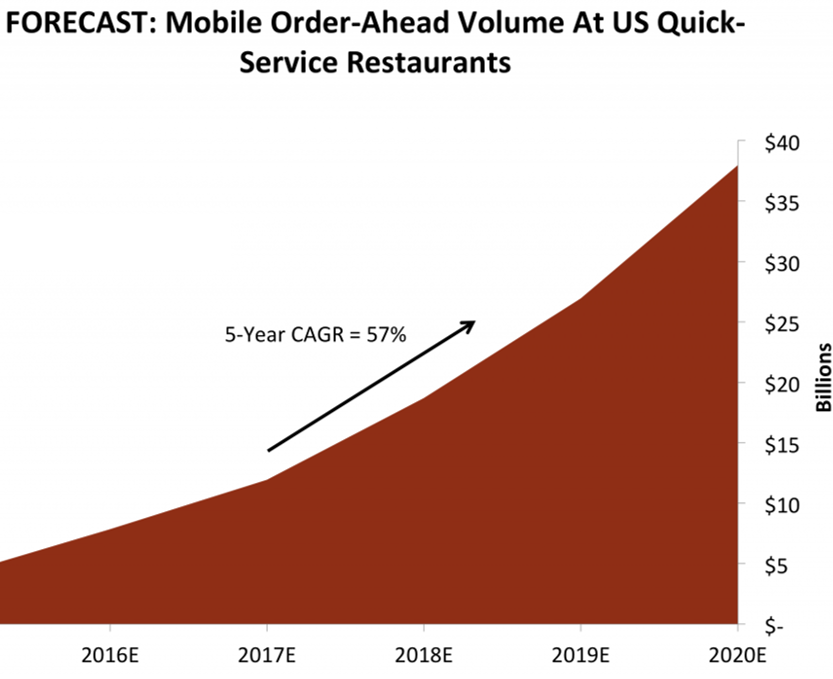 FORECAST: Mobile Order-Ahead Volume At US Quick-
Service Restaurants
$40
$35
$30
5-Year CAGR = 57%
$25
$20
$15
$10
$5
$-
Billions
2016E 2017E 2018E 2019E 2020E